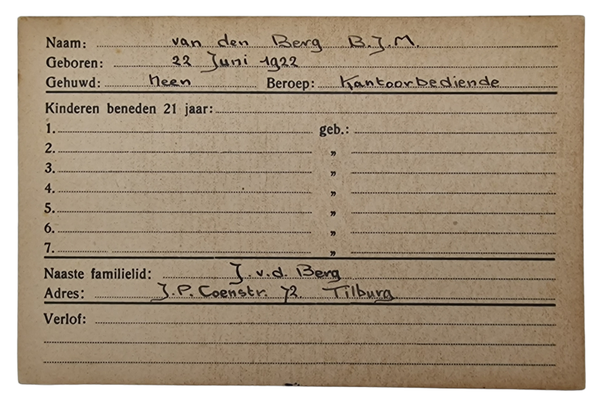 Naam: van den Berg B.J.M.
Geboren: 22 Juni 1922
Gehuwd: neen Beroep: Kantoorbediende
Kinderen beneden 21 jaar:
1. geb.:
2. „
3. „
4. „
5. „
6. „
7. „
Naaste familielid: J. v.d. Berg
Adres: J.P. Coenstr. 72. Tilburg
Verlof: